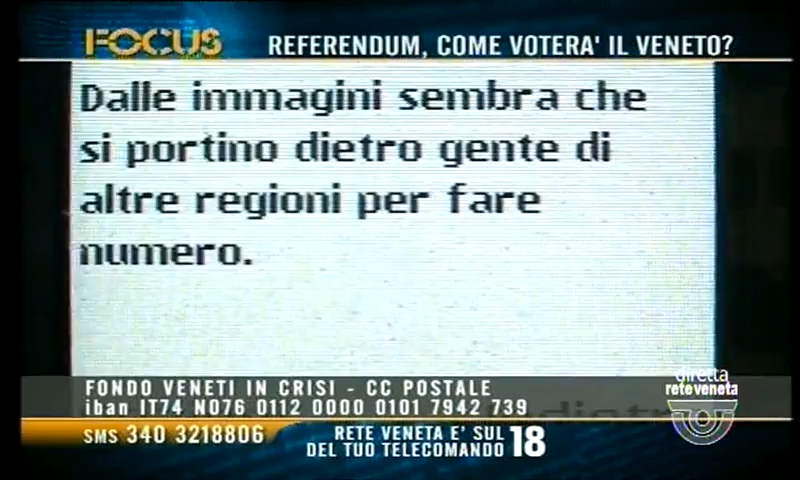 FOCUS
REFERENDUM, COME VOTERA' IL VENETO?
Dalle immagini sembra che
si portino dietro gente di
altre regioni per fare
numero.
FONDO VENETI IN CRISI - CC POSTALE
iban IT74 N076 0112 0000 0101 7942 739
diretta
reteveneta
SMS 340 3218806
RETE VENETA E' SUL
DEL TUO TELECOMANDO 18